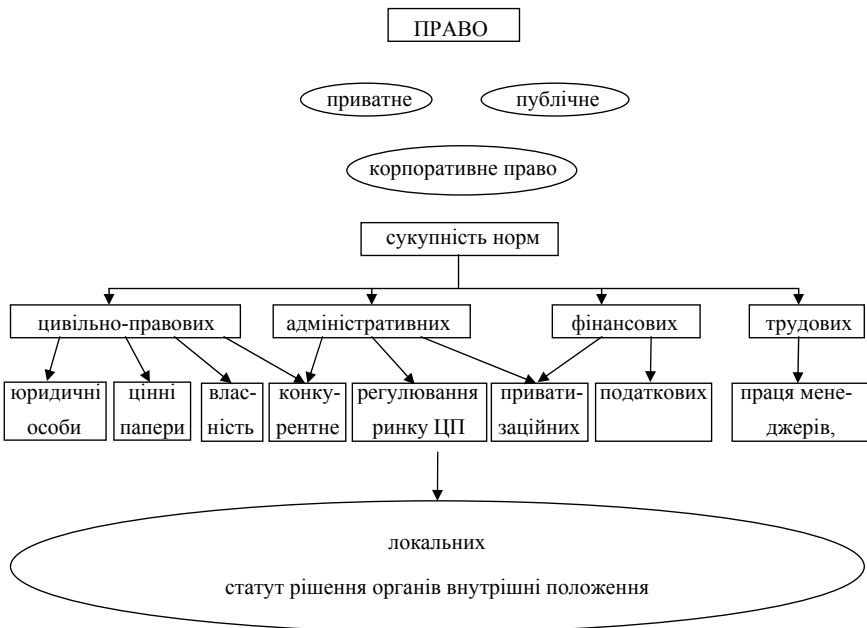 ПРАВО
приватне
публічне
корпоративне право
сукупність норм
цивільно-правових
адміністративних
фінансових
трудових
юридичні
особи
цінні
папери
влас-
ність
конку-
рентне
регулювання
ринку ЦП
привати-
заційних
податкових
праця мене-
джерів,
локальних
статут рішення органів внутрішні положення